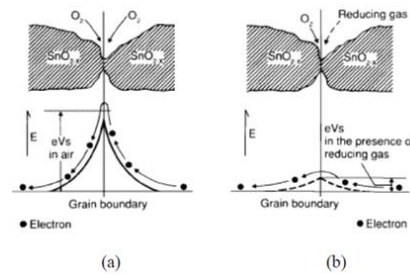 O₂ O₂
SnO₂₋ₓ SnO₂₋ₓ
E
eVs
in air
Grain boundary
● Electron
(a)
O₂ Reducing gas
SnO₂₋ₓ SnO₂₋ₓ
E
eVs
in the presence o
reducing gas
Grain boundary
● Electron
(b)